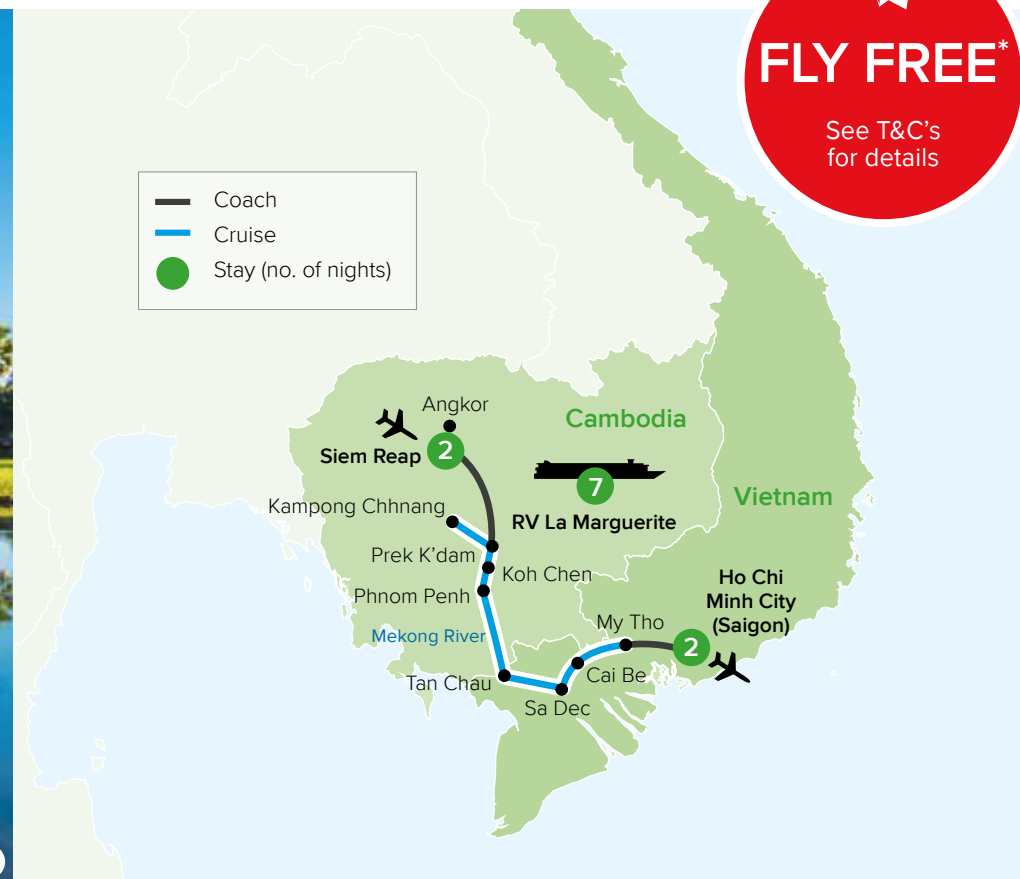 FLY FREE*
See T&C's
for details
Coach
Cruise
Stay (no. of nights)
Angkor
Cambodia
Siem Reap
2
7
RV La Marguerite
Vietnam
Kampong Chhnang
Prek K'dam
Koh Chen
Phnom Penh
Ho Chi
Minh City
(Saigon)
My Tho
2
Mekong River
Cai Be
Tan Chau
Sa Dec